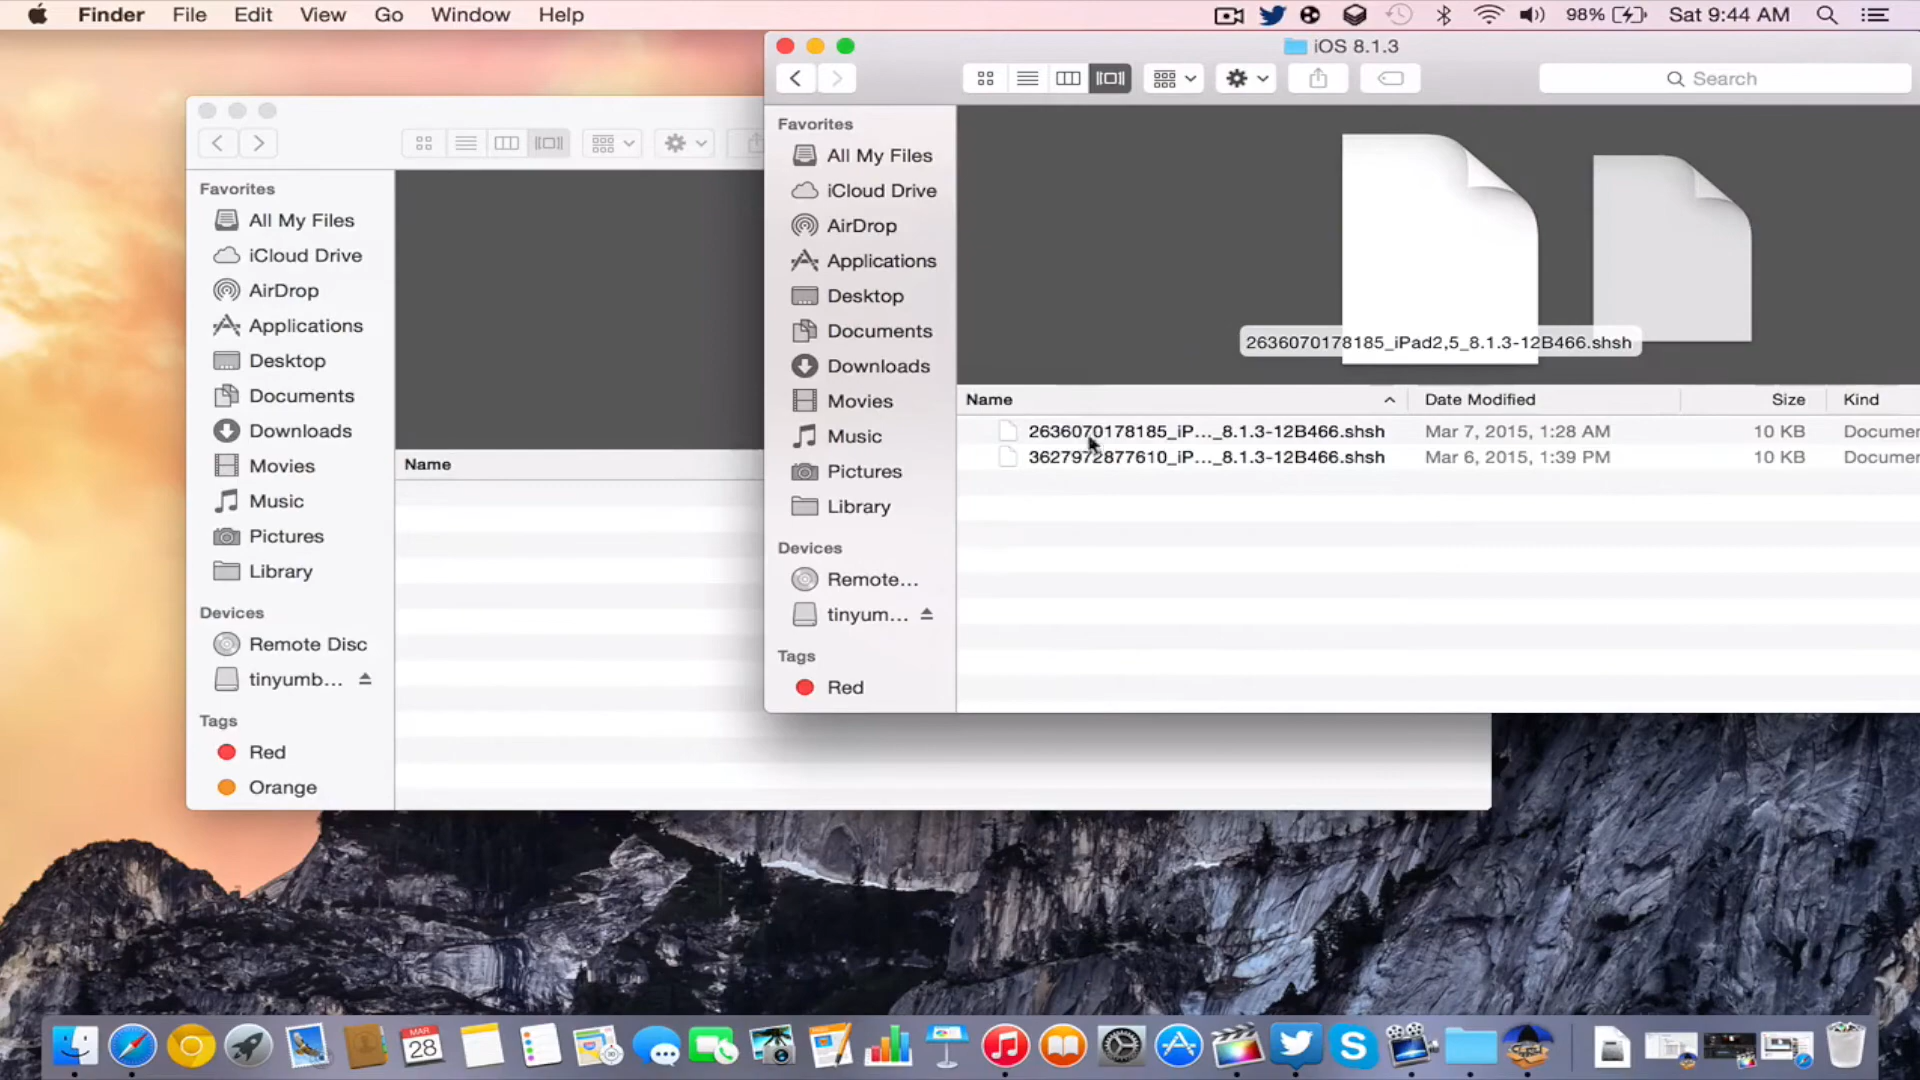 Finder File Edit View Go Window Help 98% Sat 9:44 AM
iOS 8.1.3
Search
Favorites
All My Files
iCloud Drive
AirDrop
Applications
Desktop
Documents
Downloads
Movies
Music
Pictures
Library
Devices
Remote Disc
tinyumb...
Tags
Red
Orange
Name
Favorites
All My Files
iCloud Drive
AirDrop
Applications
Desktop
Documents
Downloads
Movies
Music
Pictures
Library
Devices
Remote...
tinyum...
Tags
Red
2636070178185_iPad2,5_8.1.3-12B466.shsh
Name Date Modified Size Kind
2636070178185_iP..._8.1.3-12B466.shsh Mar 7, 2015, 1:28 AM 10 KB Documen
3627972877610_iP..._8.1.3-12B466.shsh Mar 6, 2015, 1:39 PM 10 KB Documen
MAR
28